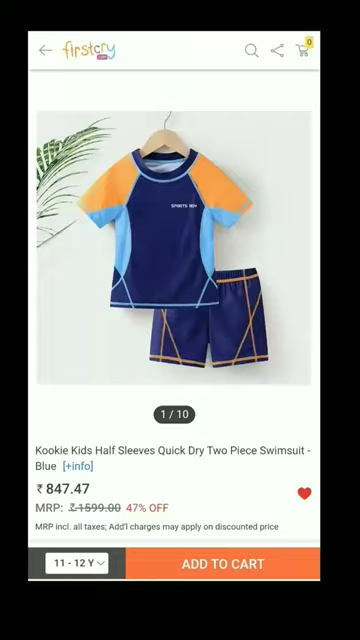 firstcry
.com
0
SPORTS BOY
1 / 10
Kookie Kids Half Sleeves Quick Dry Two Piece Swimsuit -
Blue [+info]
₹ 847.47
MRP: ₹ 1599.00 47% OFF
MRP incl. all taxes; Add'l charges may apply on discounted price
11 - 12 Y
ADD TO CART